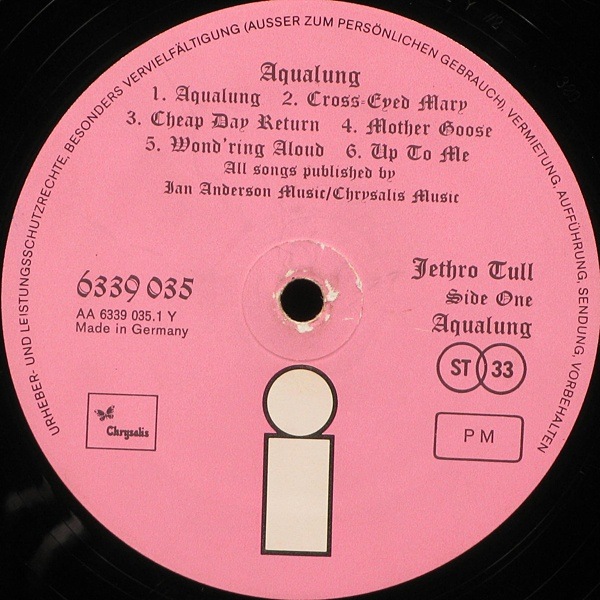 URHEBER- UND LEISTUNGSSCHUTZRECHTE, BESONDERS VERVIELFÄLTIGUNG (AUSSER ZUM PERSÖNLICHEN GEBRAUCH), VERMIETUNG, AUFFÜHRUNG, SENDUNG, VORBEHALTEN
Aqualung
1. Aqualung 2. Cross-Eyed Mary
3. Cheap Day Return 4. Mother Goose
5. Wond'ring Aloud 6. Up To Me
All songs published by
Ian Anderson Music/Chrysalis Music
6339 035
AA 6339 035.1 Y
Made in Germany
Jethro Tull
Side One
Aqualung
ST 33
Chrysalis
PM
i